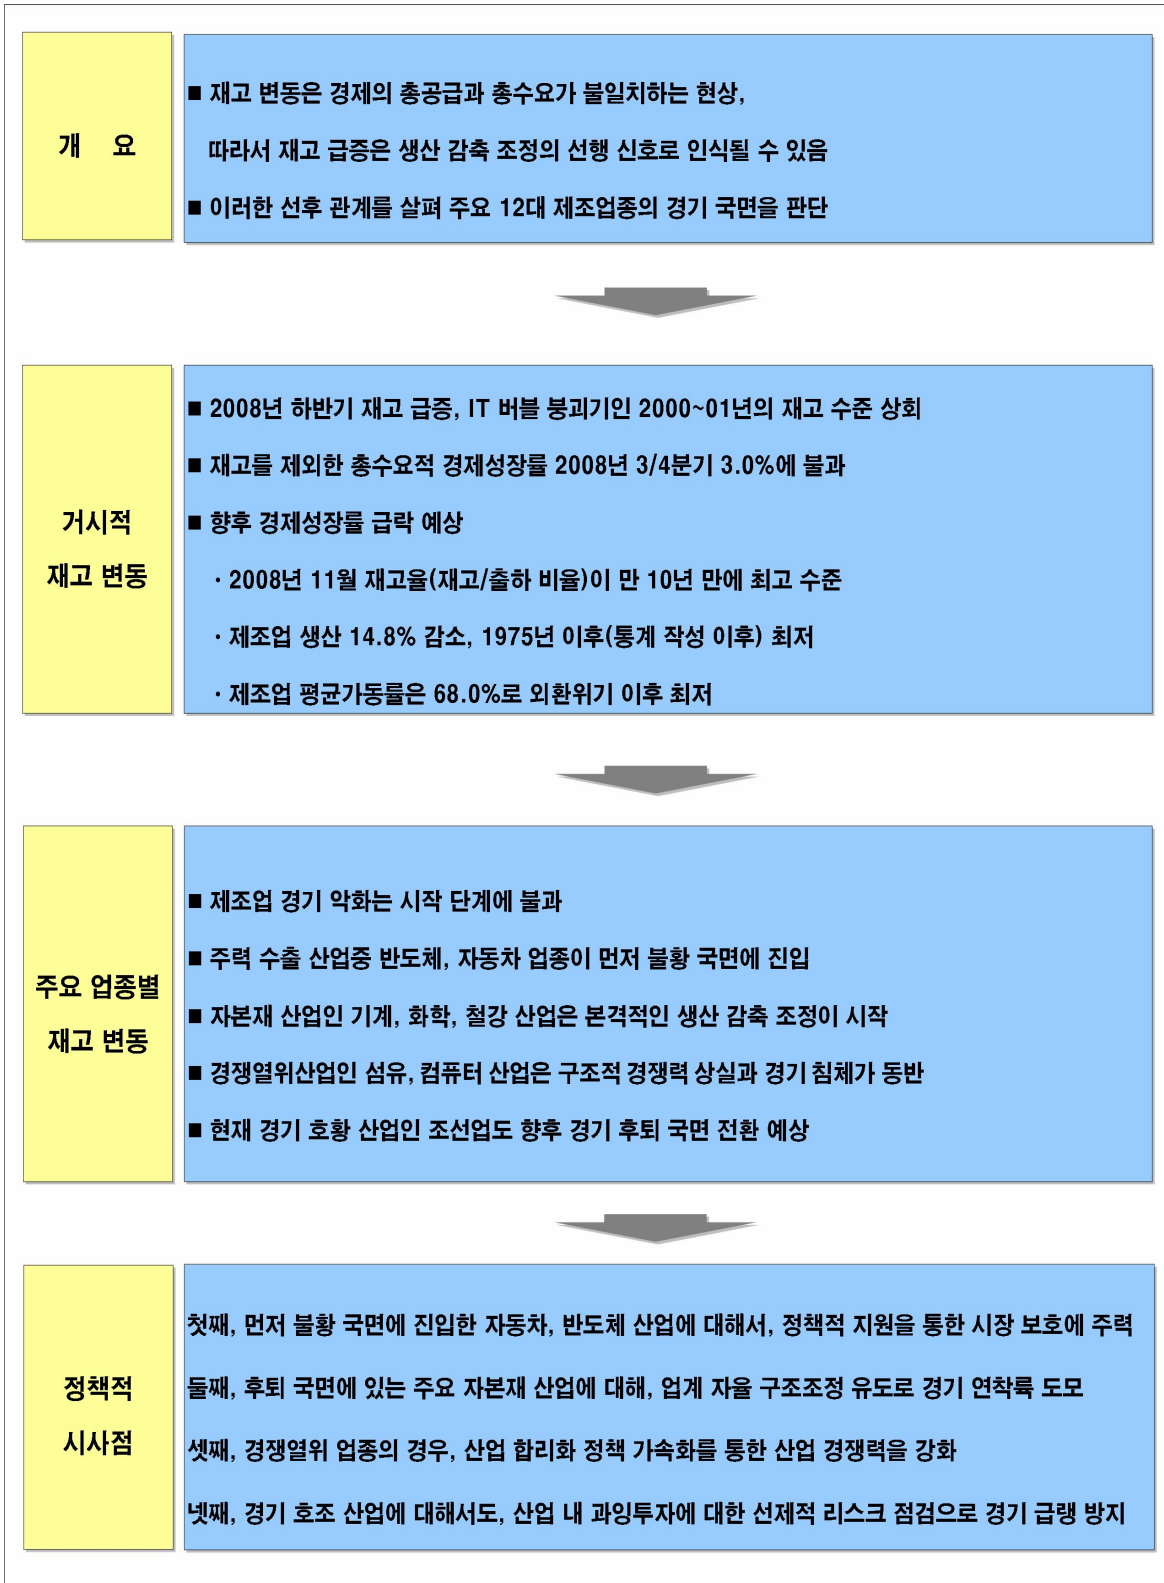 개 요
■ 재고 변동은 경제의 총공급과 총수요가 불일치하는 현상,
따라서 재고 급증은 생산 감축 조정의 선행 신호로 인식될 수 있음
■ 이러한 선후 관계를 살펴 주요 12대 제조업종의 경기 국면을 판단
거시적
재고 변동
■ 2008년 하반기 재고 급증, IT 버블 붕괴기인 2000~01년의 재고 수준 상회
■ 재고를 제외한 총수요적 경제성장률 2008년 3/4분기 3.0%에 불과
■ 향후 경제성장률 급락 예상
· 2008년 11월 재고율(재고/출하 비율)이 만 10년 만에 최고 수준
· 제조업 생산 14.8% 감소, 1975년 이후(통계 작성 이후) 최저
· 제조업 평균가동률은 68.0%로 외환위기 이후 최저
주요 업종별
재고 변동
■ 제조업 경기 악화는 시작 단계에 불과
■ 주력 수출 산업중 반도체, 자동차 업종이 먼저 불황 국면에 진입
■ 자본재 산업인 기계, 화학, 철강 산업은 본격적인 생산 감축 조정이 시작
■ 경쟁열위산업인 섬유, 컴퓨터 산업은 구조적 경쟁력 상실과 경기 침체가 동반
■ 현재 경기 호황 산업인 조선업도 향후 경기 후퇴 국면 전환 예상
정책적
시사점
첫째, 먼저 불황 국면에 진입한 자동차, 반도체 산업에 대해서, 정책적 지원을 통한 시장 보호에 주력
둘째, 후퇴 국면에 있는 주요 자본재 산업에 대해, 업계 자율 구조조정 유도로 경기 연착륙 도모
셋째, 경쟁열위 업종의 경우, 산업 합리화 정책 가속화를 통한 산업 경쟁력을 강화
넷째, 경기 호조 산업에 대해서도, 산업 내 과잉투자에 대한 선제적 리스크 점검으로 경기 급랭 방지